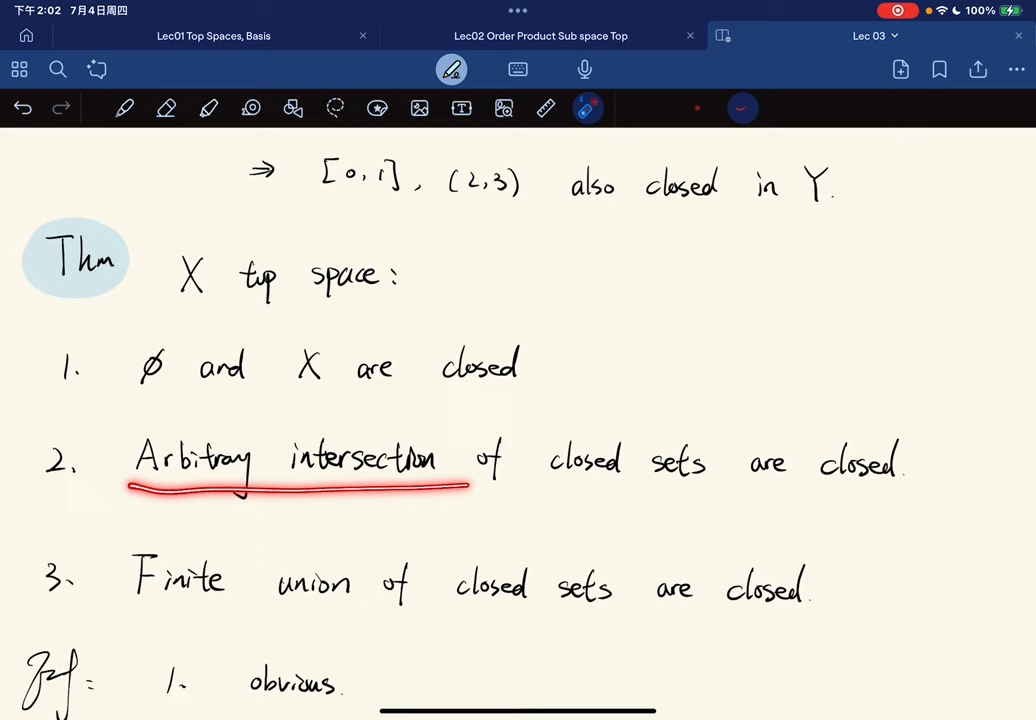 下午2:02 7月4日周四
100%
Lec01 Top Spaces, Basis
Lec02 Order Product Sub space Top
Lec 03
⇒ [0,1], (2,3) also closed in Y.
Thm
X top space:
1. ∅ and X are closed
2. Arbitray intersection of closed sets are closed.
3. Finite union of closed sets are closed.
Prf: 1. obvious.